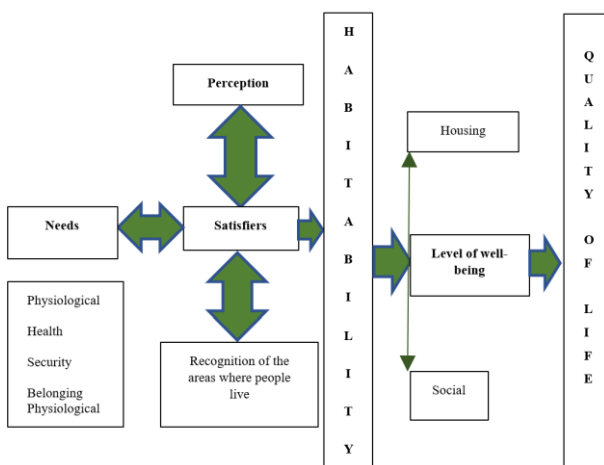 Perception
Needs
Satisfiers
Physiological
Health
Security
Belonging
Physiological
Recognition of the
areas where people
live
H
A
B
I
T
A
B
I
L
I
T
Y
Housing
Level of well-
being
Social
Q
U
A
L
I
T
Y
O
F
L
I
F
E